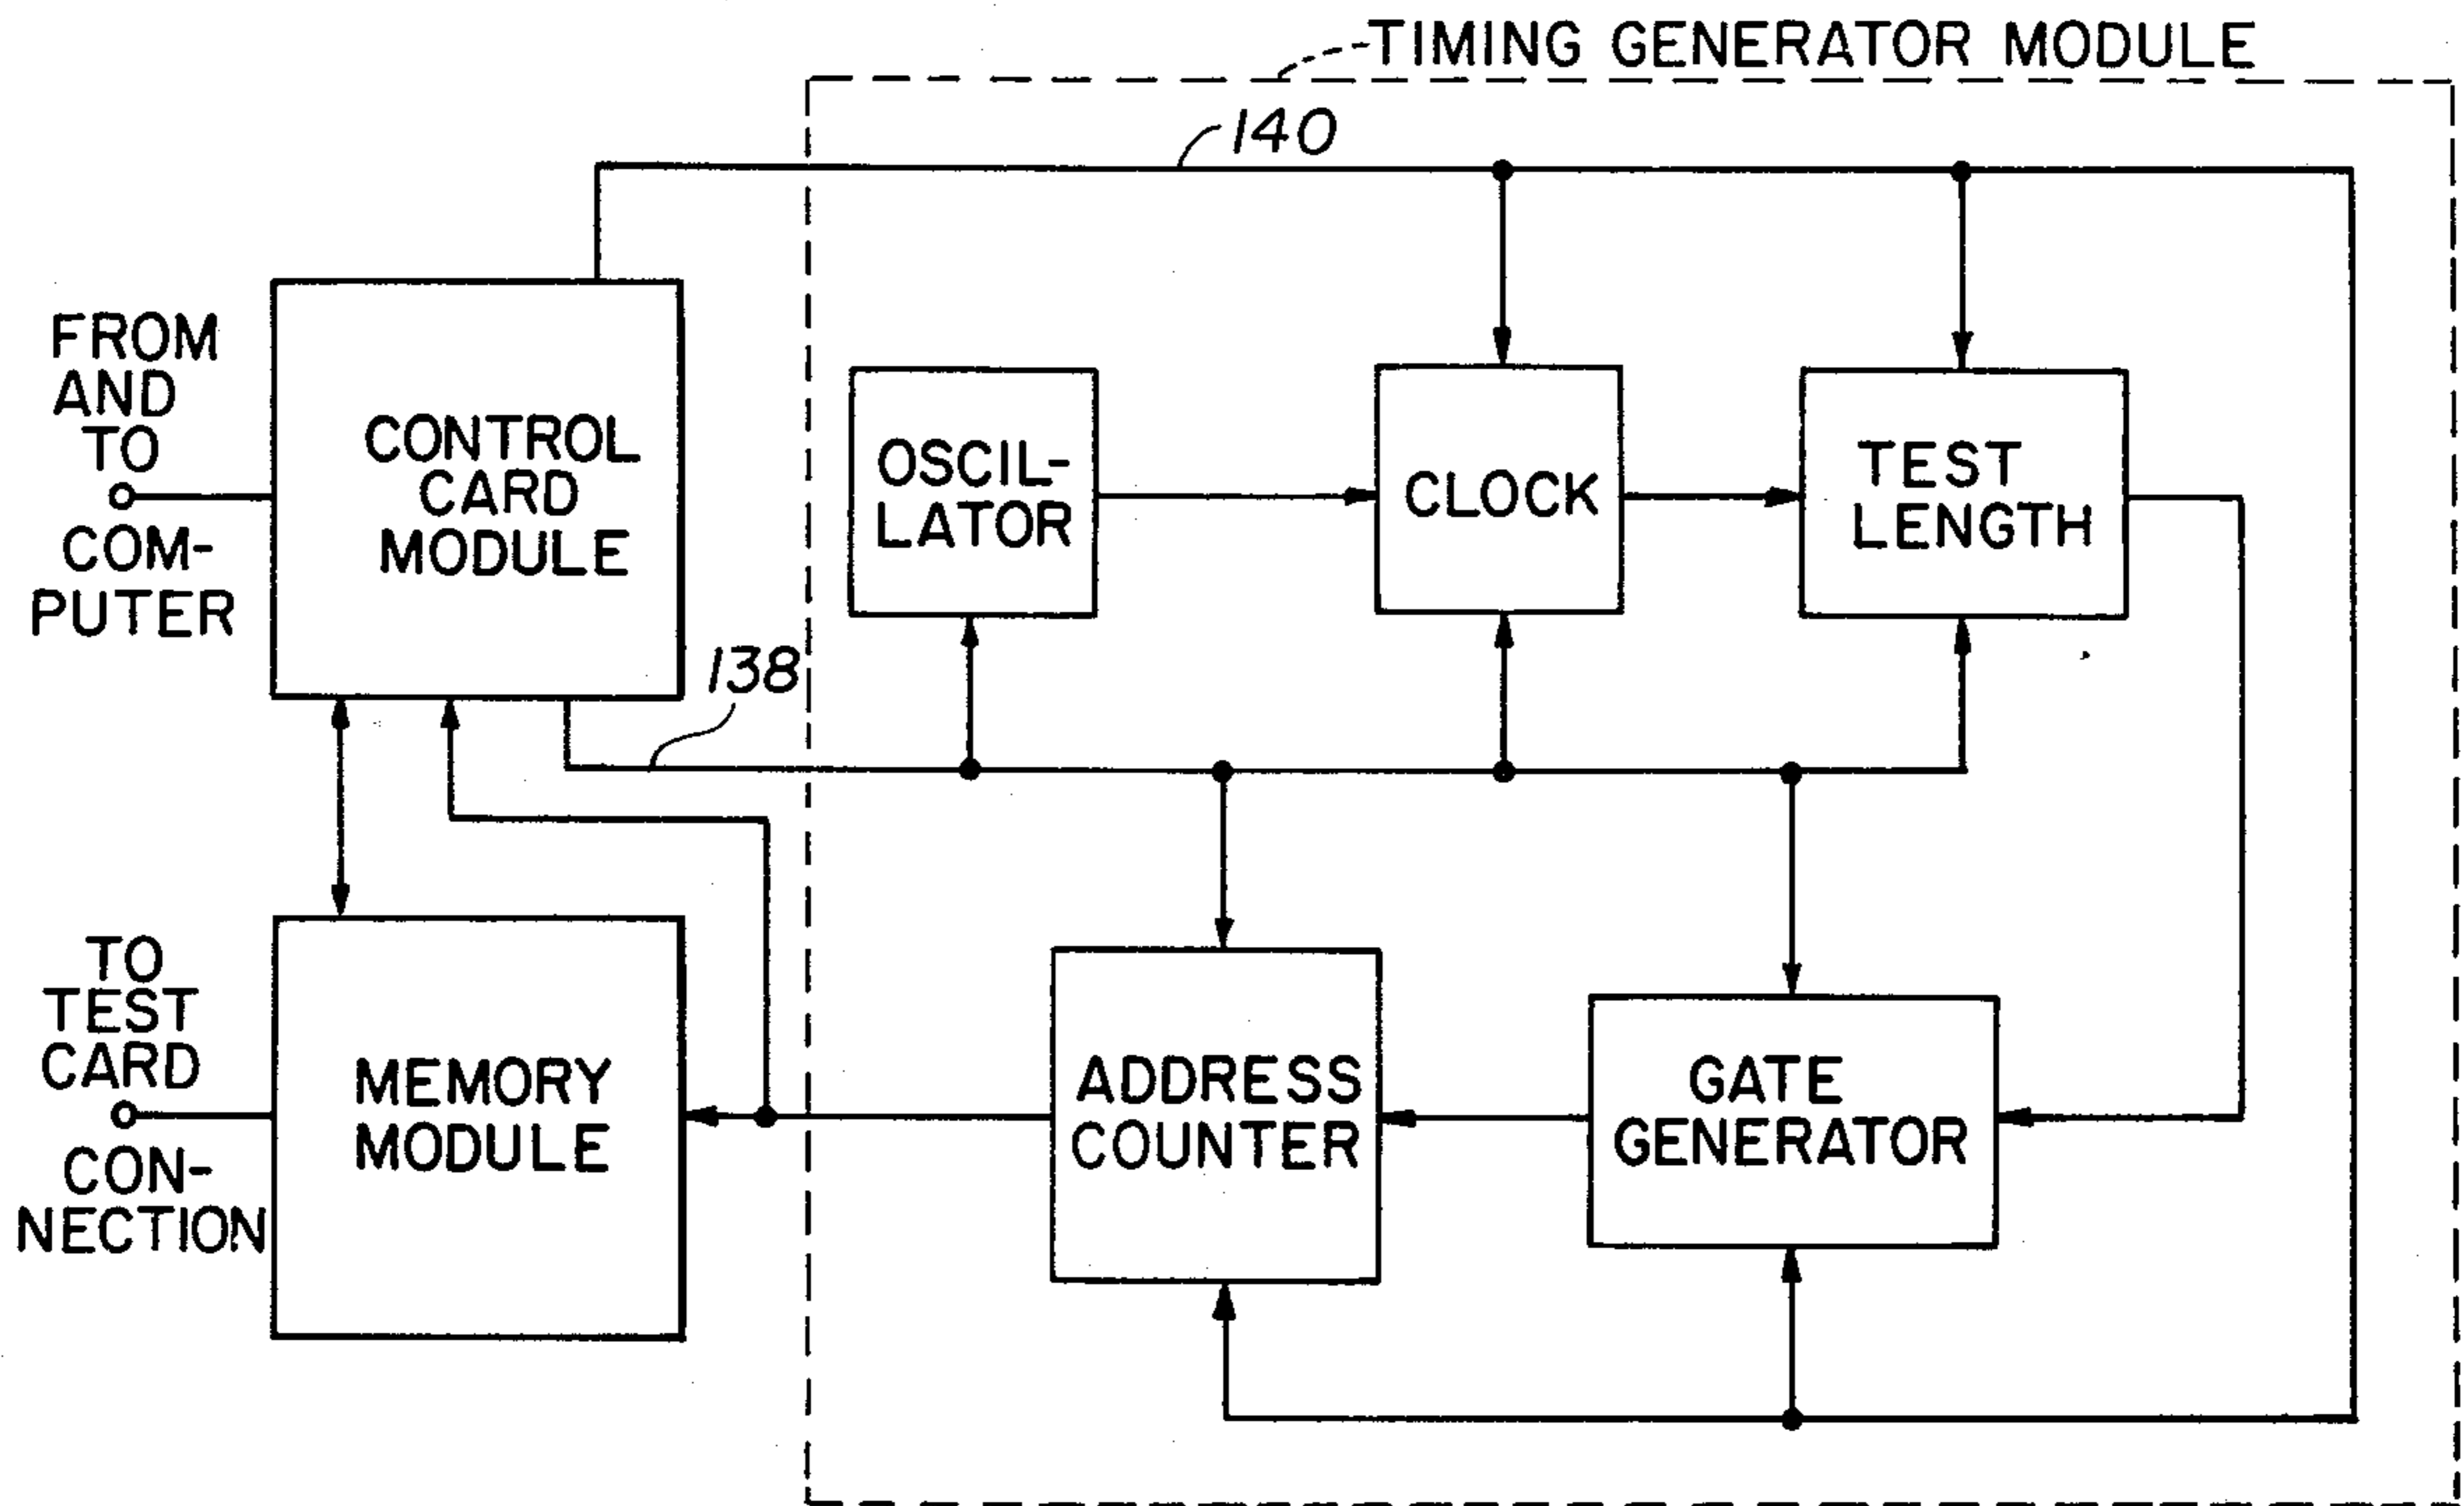 TIMING GENERATOR MODULE
140
FROM
AND
TO
COM-
PUTER
CONTROL
CARD
MODULE
OSCIL-
LATOR
CLOCK
TEST
LENGTH
138
TO
TEST
CARD
CON-
NECTION
MEMORY
MODULE
ADDRESS
COUNTER
GATE
GENERATOR